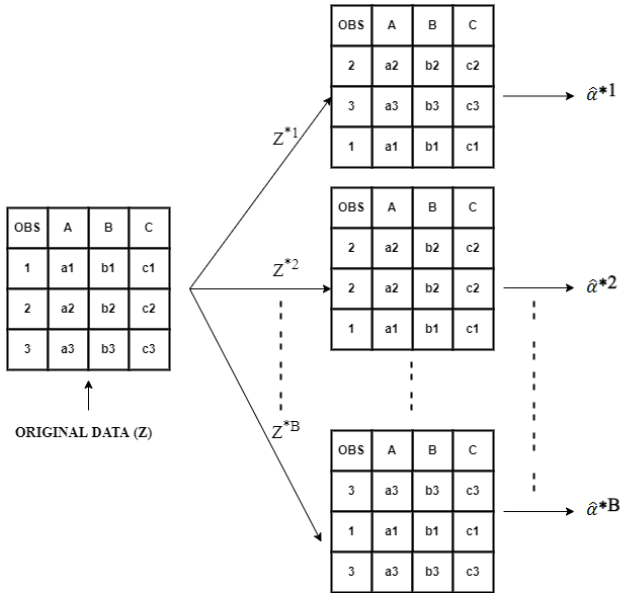 OBS A B C
2 a2 b2 c2
3 a3 b3 c3
1 a1 b1 c1
α̂*1
Z*1
OBS A B C
1 a1 b1 c1
2 a2 b2 c2
3 a3 b3 c3
ORIGINAL DATA (Z)
Z*2
OBS A B C
2 a2 b2 c2
2 a2 b2 c2
1 a1 b1 c1
α̂*2
Z*B
OBS A B C
3 a3 b3 c3
1 a1 b1 c1
3 a3 b3 c3
α̂*B